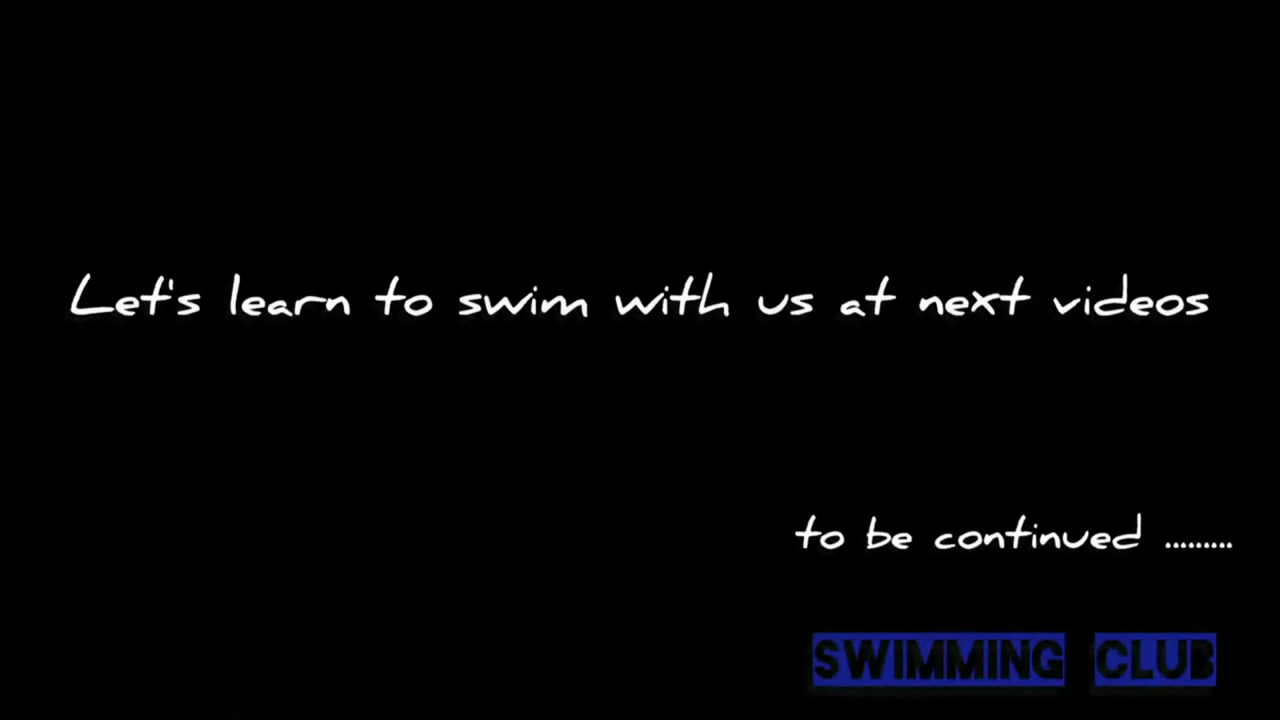 Let's learn to swim with us at next videos
to be continued .........
SWIMMING CLUB